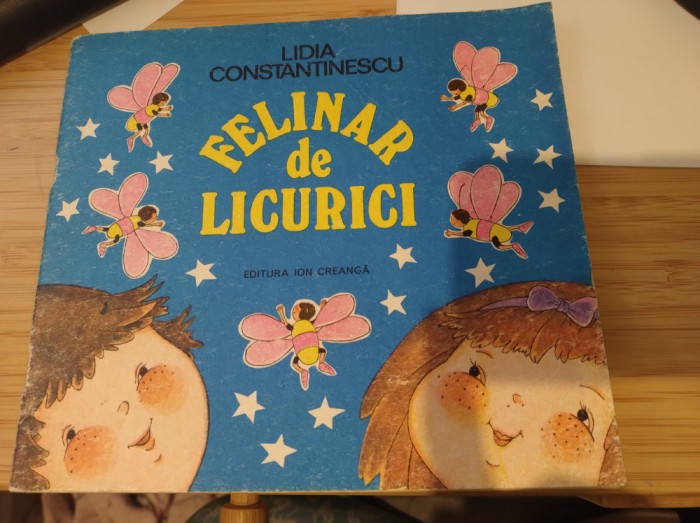 LIDIA
CONSTANTINESCU
FELINAR
de
LICURICI
EDITURA ION CREANGĂ